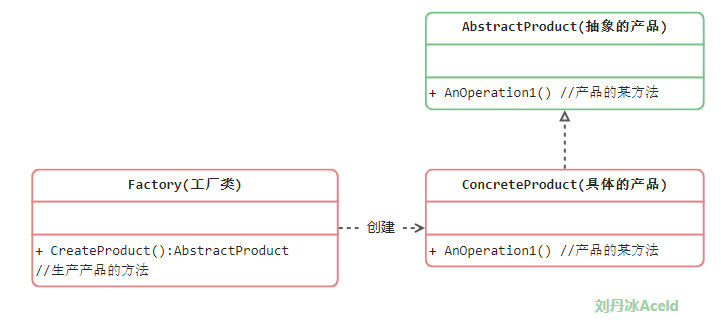 AbstractProduct(抽象的产品)
+ AnOperation1() //产品的某方法
Factory(工厂类)
+ CreateProduct():AbstractProduct
//生产产品的方法
创建
ConcreteProduct(具体的产品)
+ AnOperation1() //产品的某方法
刘丹冰Aceld